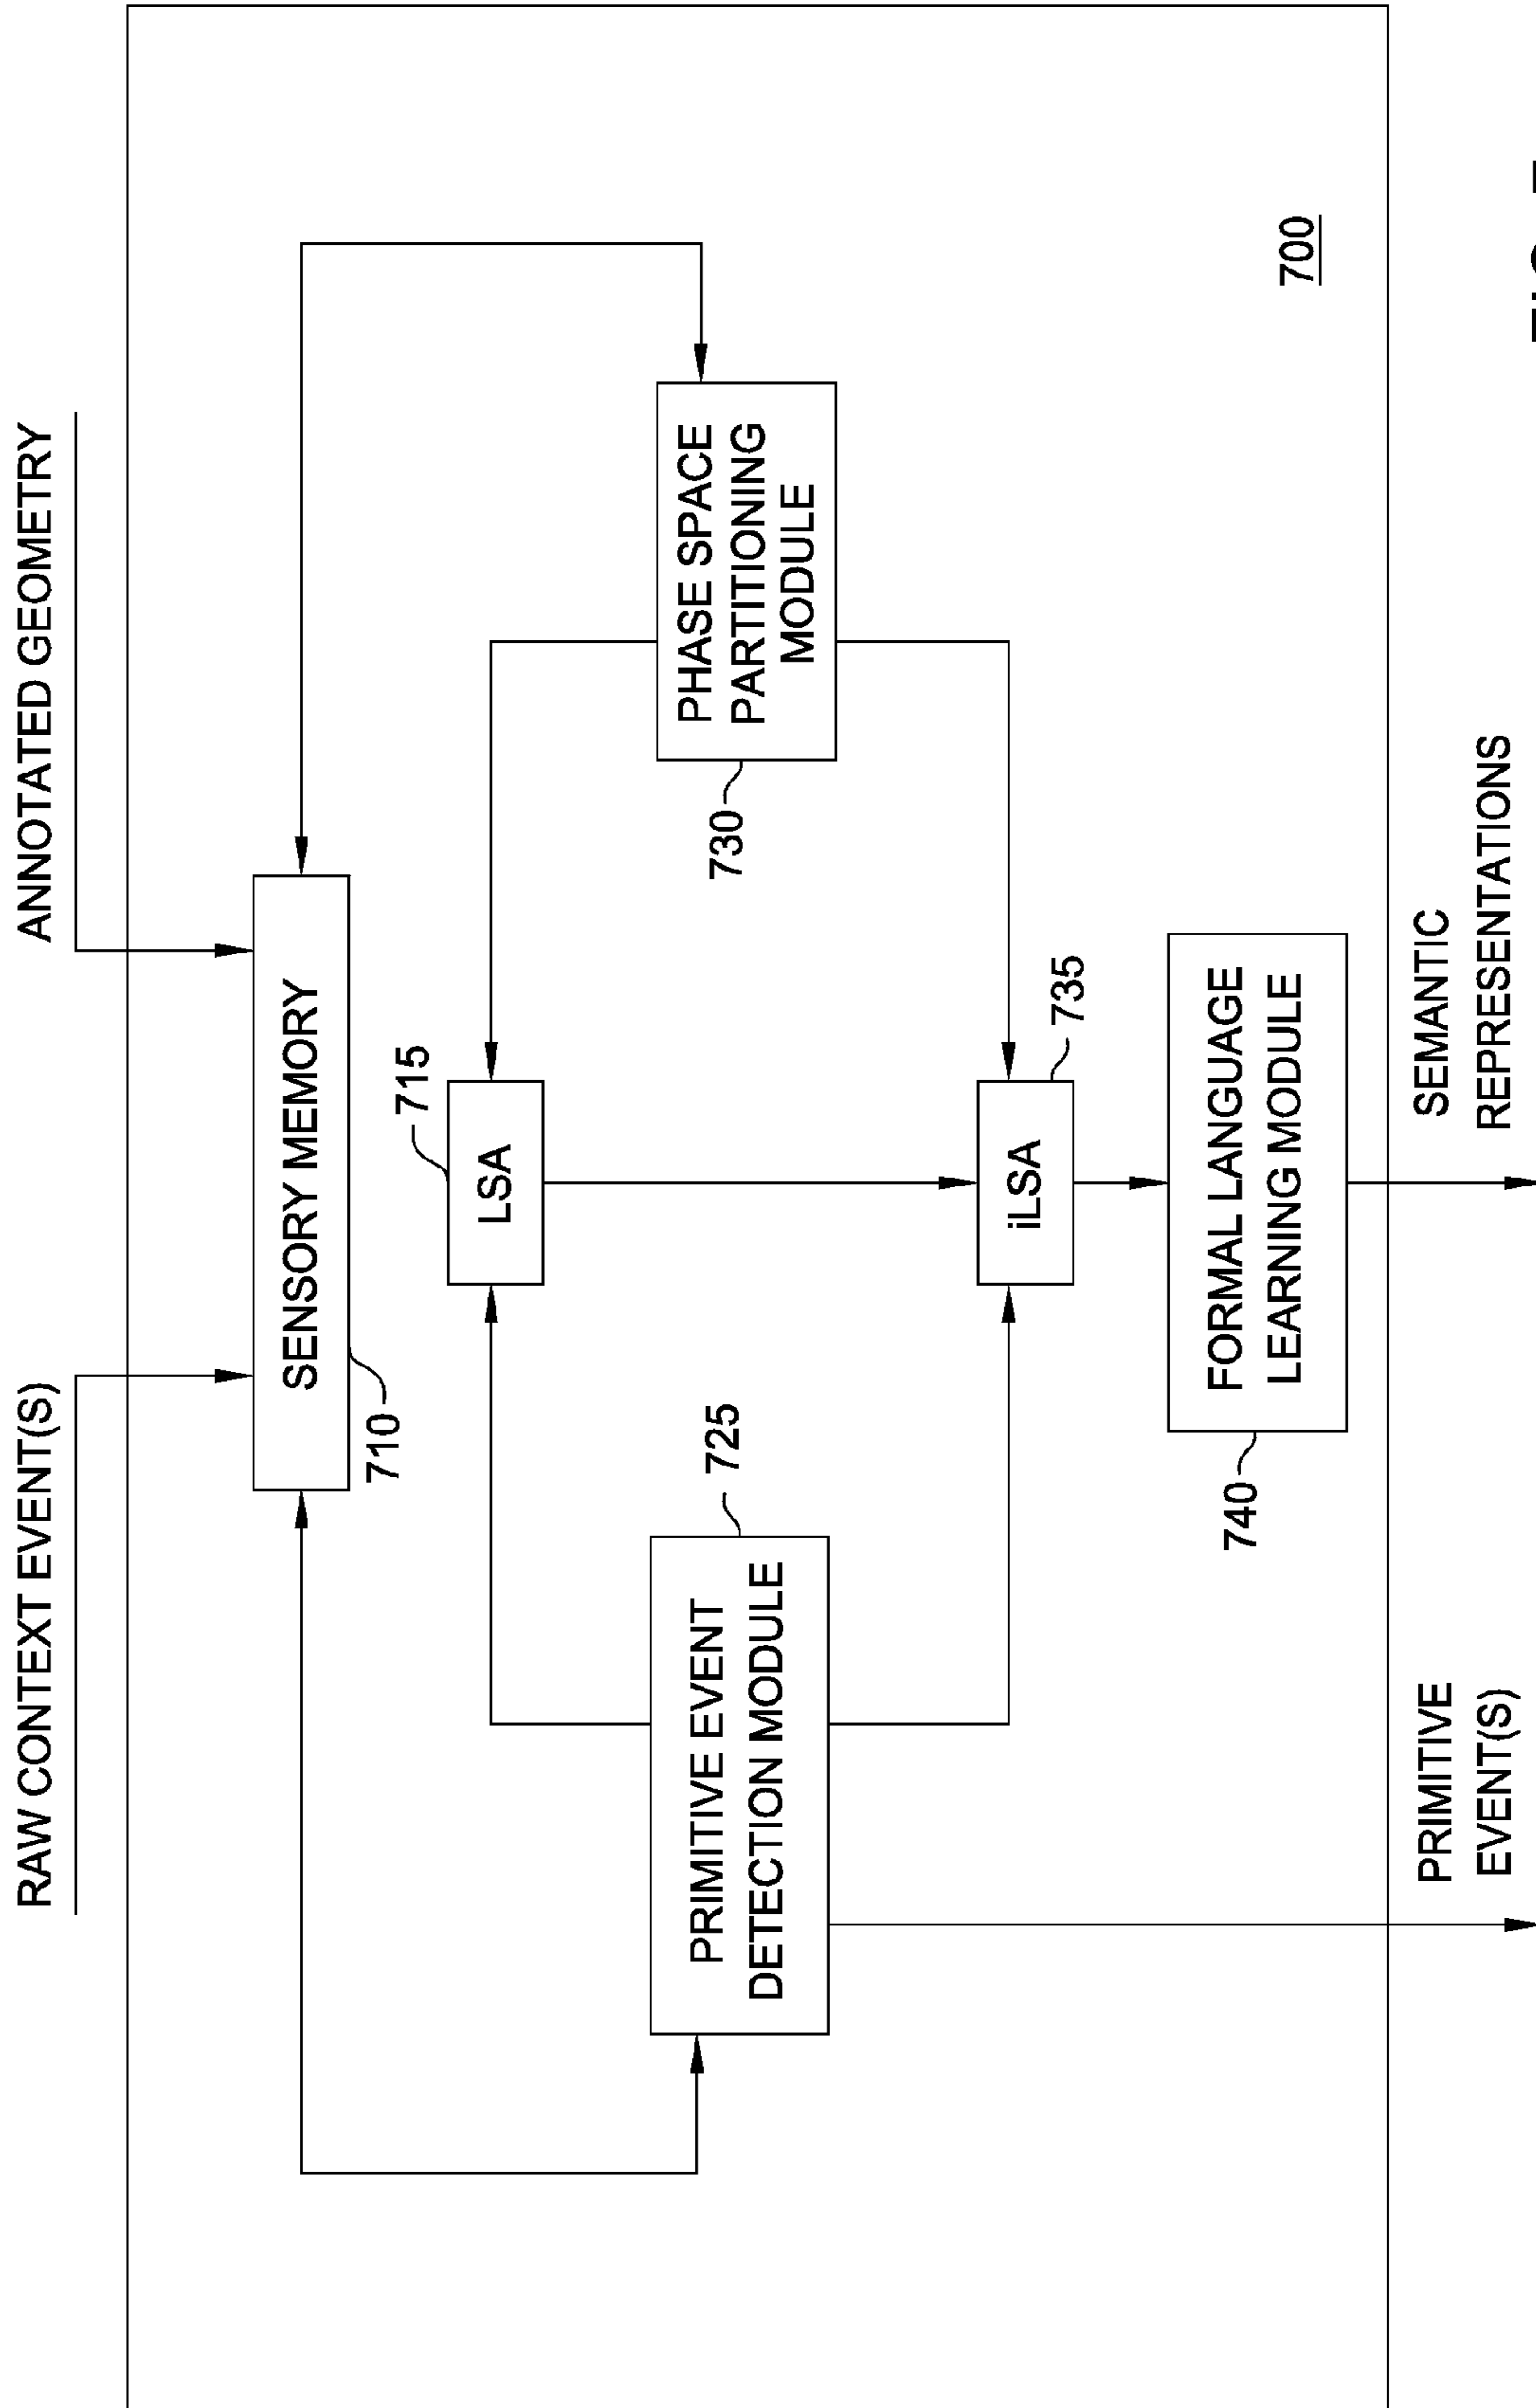 RAW CONTEXT EVENT(S)
ANNOTATED GEOMETRY
SENSORY MEMORY
710
LSA
715
PRIMITIVE EVENT
DETECTION MODULE
725
PHASE SPACE
PARTITIONING
MODULE
730
iLSA
735
FORMAL LANGUAGE
LEARNING MODULE
740
700
PRIMITIVE
EVENT(S)
SEMANTIC
REPRESENTATIONS